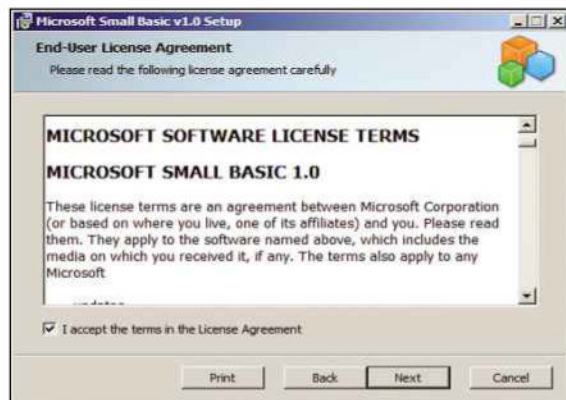 Microsoft Small Basic v1.0 Setup
End-User License Agreement
Please read the following license agreement carefully
MICROSOFT SOFTWARE LICENSE TERMS
MICROSOFT SMALL BASIC 1.0
These license terms are an agreement between Microsoft Corporation
(or based on where you live, one of its affiliates) and you. Please read
them. They apply to the software named above, which includes the
media on which you received it, if any. The terms also apply to any
Microsoft
updates
I accept the terms in the License Agreement
Print
Back
Next
Cancel